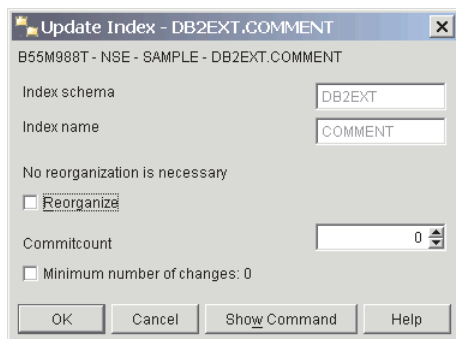 Update Index - DB2EXT.COMMENT
B55M988T - NSE - SAMPLE - DB2EXT.COMMENT
Index schema DB2EXT
Index name COMMENT
No reorganization is necessary
Reorganize
Commitcount 0
Minimum number of changes: 0
OK Cancel Show Command Help